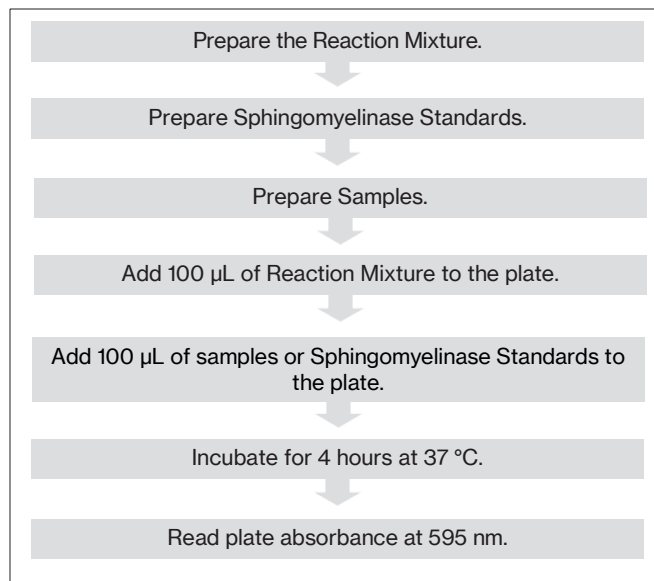 Prepare the Reaction Mixture.
Prepare Sphingomyelinase Standards.
Prepare Samples.
Add 100 µL of Reaction Mixture to the plate.
Add 100 µL of samples or Sphingomyelinase Standards to
the plate.
Incubate for 4 hours at 37 °C.
Read plate absorbance at 595 nm.